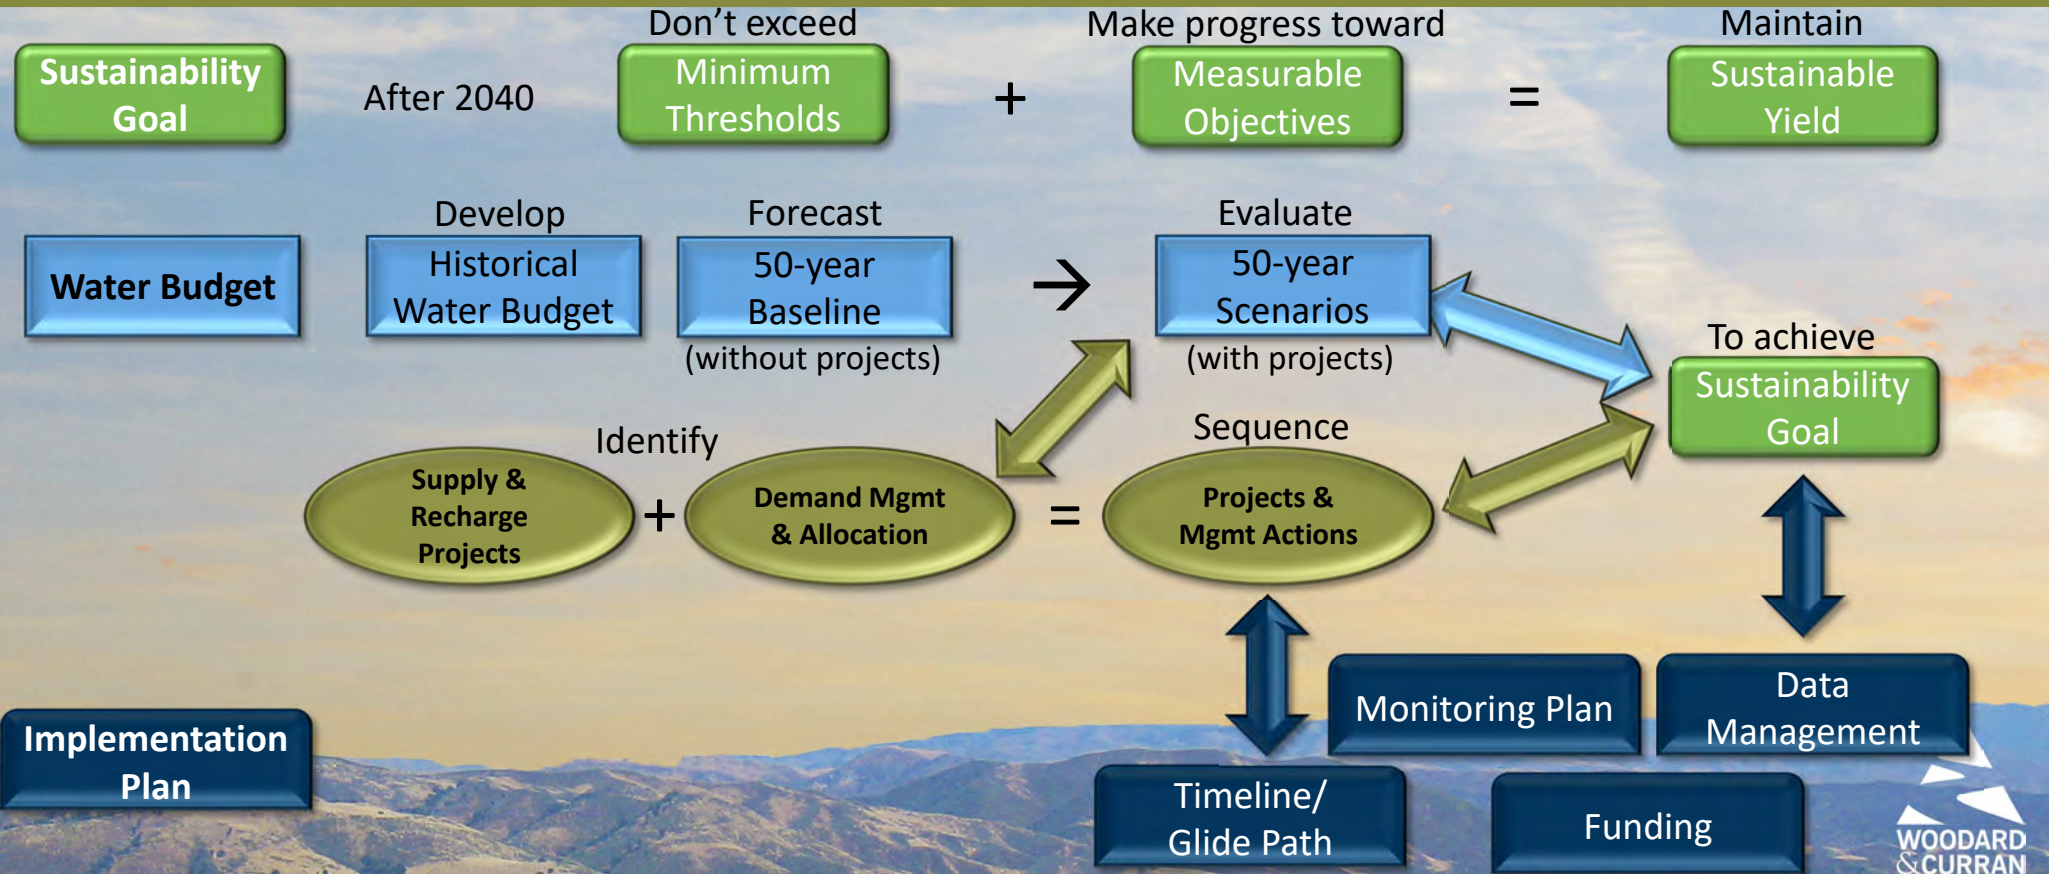 Don't exceed
Make progress toward
Maintain
Sustainability
Goal
After 2040
Minimum
Thresholds
+
Measurable
Objectives
=
Sustainable
Yield
Develop
Forecast
Evaluate
Water Budget
Historical
Water Budget
50-year
Baseline
(without projects)
→
50-year
Scenarios
(with projects)
To achieve
Sustainability
Goal
Identify
Sequence
Supply &
Recharge
Projects
+
Demand Mgmt
& Allocation
=
Projects &
Mgmt Actions
Implementation
Plan
Monitoring Plan
Data
Management
Timeline/
Glide Path
Funding
WOODARD
&CURRAN